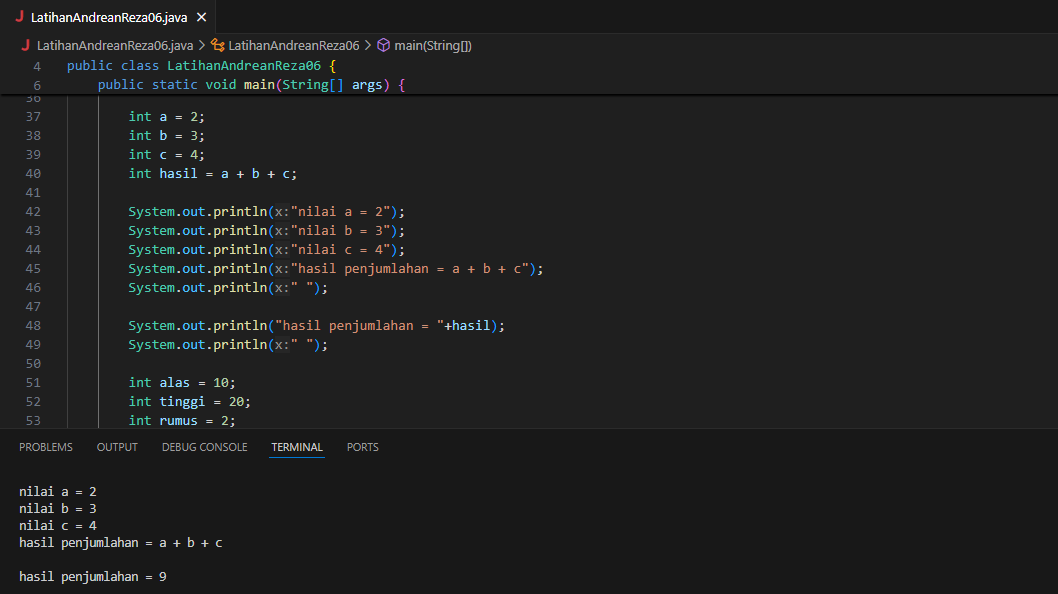 LatihanAndreanReza06.java
LatihanAndreanReza06.java > LatihanAndreanReza06 > main(String[])
4 public class LatihanAndreanReza06 {
6 public static void main(String[] args) {
36
37 int a = 2;
38 int b = 3;
39 int c = 4;
40 int hasil = a + b + c;
41
42 System.out.println(x:"nilai a = 2");
43 System.out.println(x:"nilai b = 3");
44 System.out.println(x:"nilai c = 4");
45 System.out.println(x:"hasil penjumlahan = a + b + c");
46 System.out.println(x:" ");
47
48 System.out.println("hasil penjumlahan = "+hasil);
49 System.out.println(x:" ");
50
51 int alas = 10;
52 int tinggi = 20;
53 int rumus = 2;
PROBLEMS OUTPUT DEBUG CONSOLE TERMINAL PORTS
nilai a = 2
nilai b = 3
nilai c = 4
hasil penjumlahan = a + b + c
hasil penjumlahan = 9